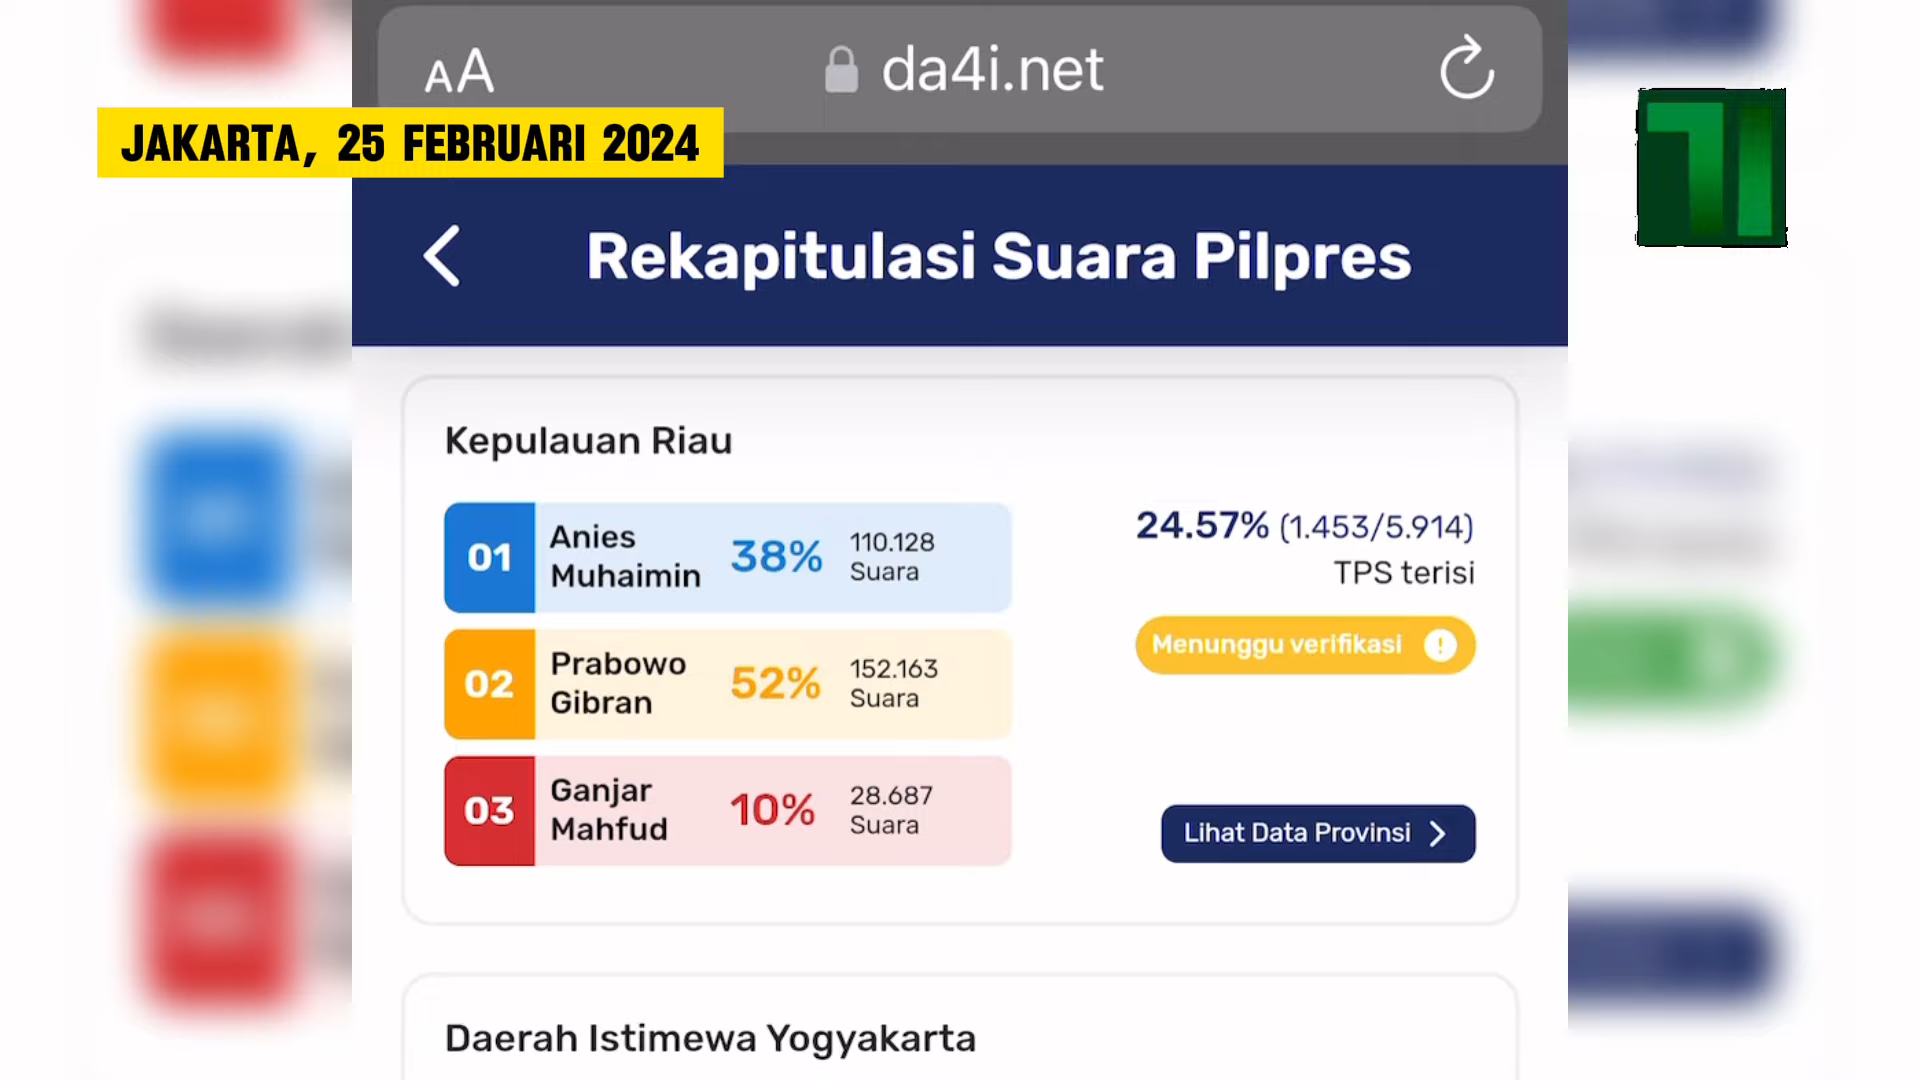 AA
da4i.net
JAKARTA, 25 FEBRUARI 2024
Rekapitulasi Suara Pilpres
Kepulauan Riau
01
Anies
Muhaimin
38%
110.128
Suara
24.57% (1.453/5.914)
TPS terisi
02
Prabowo
Gibran
52%
152.163
Suara
Menunggu verifikasi !
03
Ganjar
Mahfud
10%
28.687
Suara
Lihat Data Provinsi
Daerah Istimewa Yogyakarta